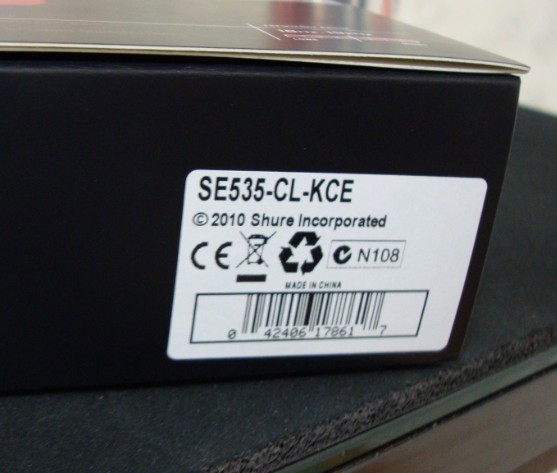 SE535-CL-KCE
© 2010 Shure Incorporated
CE N108
MADE IN CHINA
0 42406 17861 7